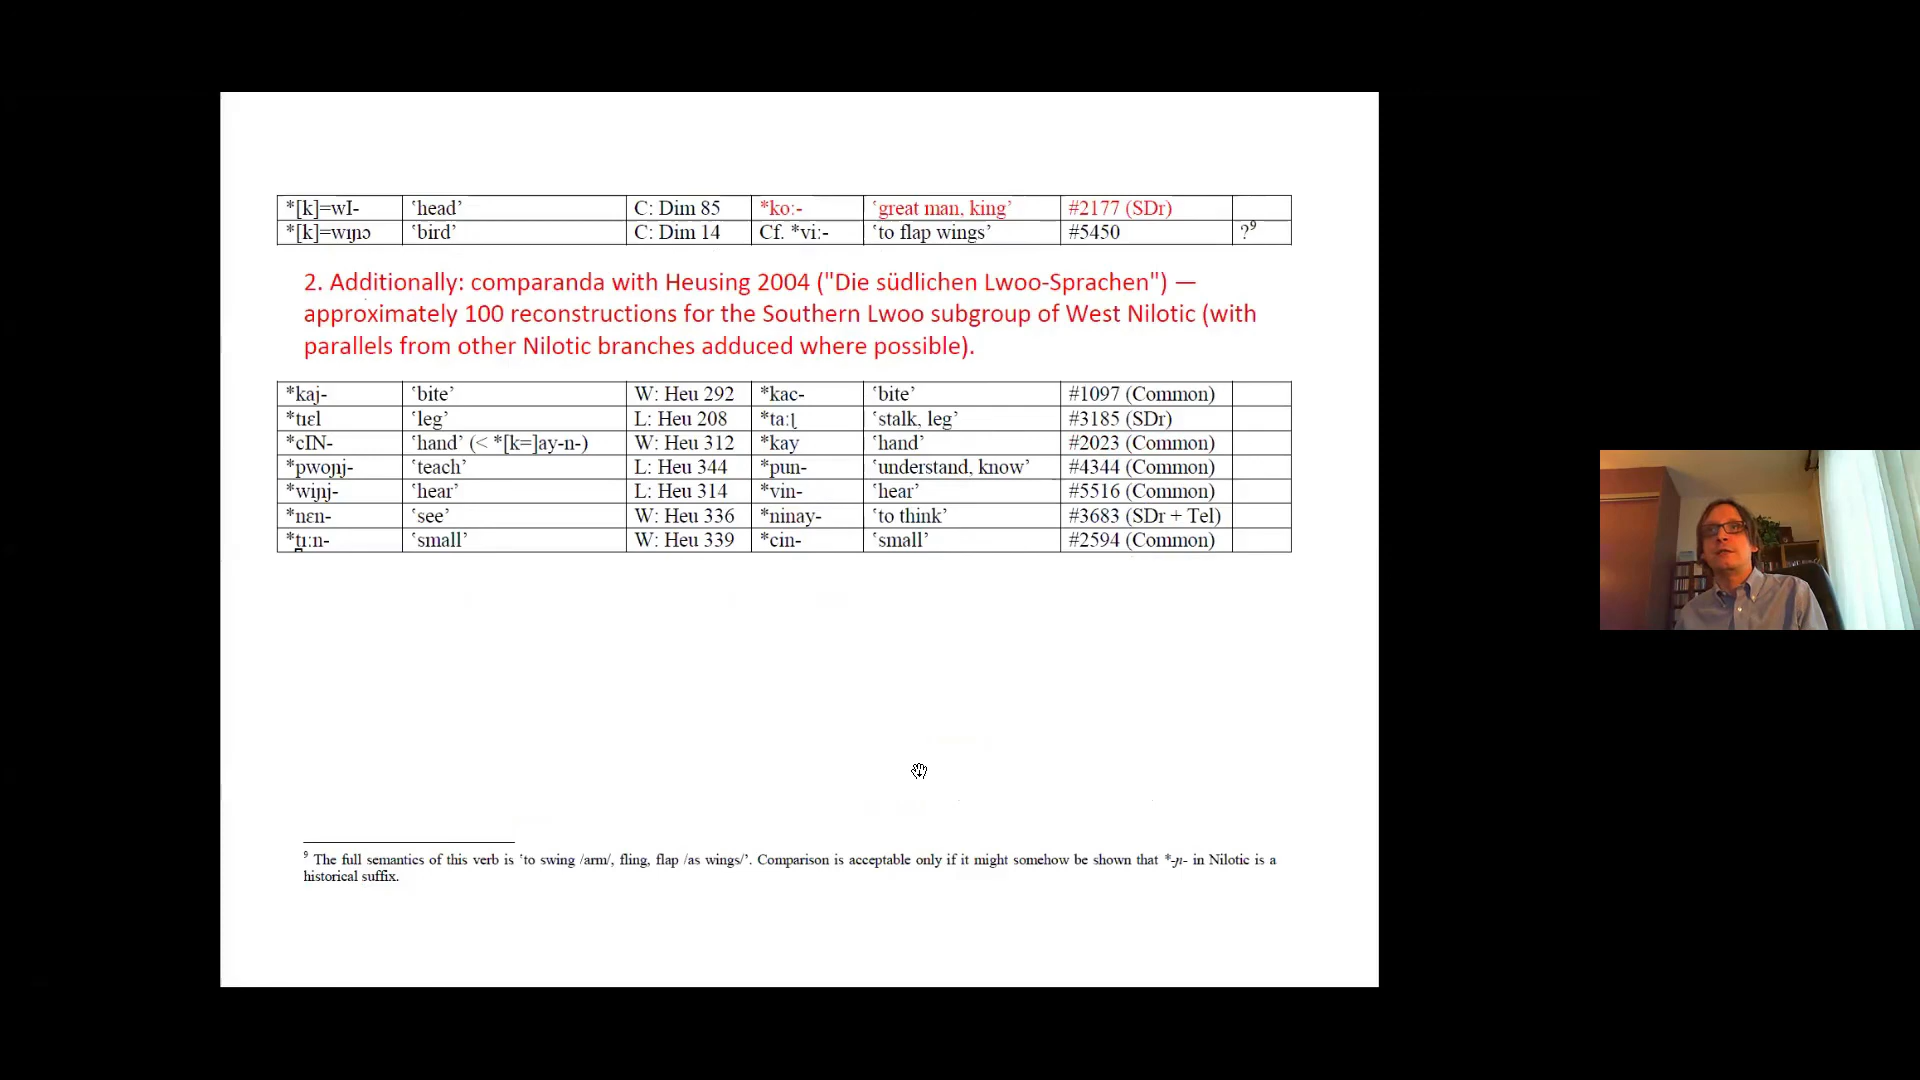 *[k]=wI- ‘head’ C: Dim 85 *ko:- ‘great man, king’ #2177 (SDr)
*[k]=wɪɲɔ ‘bird’ C: Dim 14 Cf. *vi:- ‘to flap wings’ #5450 ?⁹
2. Additionally: comparanda with Heusing 2004 ("Die südlichen Lwoo-Sprachen") —
approximately 100 reconstructions for the Southern Lwoo subgroup of West Nilotic (with
parallels from other Nilotic branches adduced where possible).
*kaj- ‘bite’ W: Heu 292 *kac- ‘bite’ #1097 (Common)
*tɪɛl ‘leg’ L: Heu 208 *ta:ɭ ‘stalk, leg’ #3185 (SDr)
*cIN- ‘hand’ (< *[k=]ay-n-) W: Heu 312 *kay ‘hand’ #2023 (Common)
*pwoɲj- ‘teach’ L: Heu 344 *pun- ‘understand, know’ #4344 (Common)
*wiɲj- ‘hear’ L: Heu 314 *vin- ‘hear’ #5516 (Common)
*nɛn- ‘see’ W: Heu 336 *ninay- ‘to think’ #3683 (SDr + Tel)
*t̪ɪ:n- ‘small’ W: Heu 339 *cin- ‘small’ #2594 (Common)
⁹ The full semantics of this verb is ‘to swing /arm/, fling, flap /as wings/’. Comparison is acceptable only if it might somehow be shown that *-ɲɪ- in Nilotic is a
historical suffix.